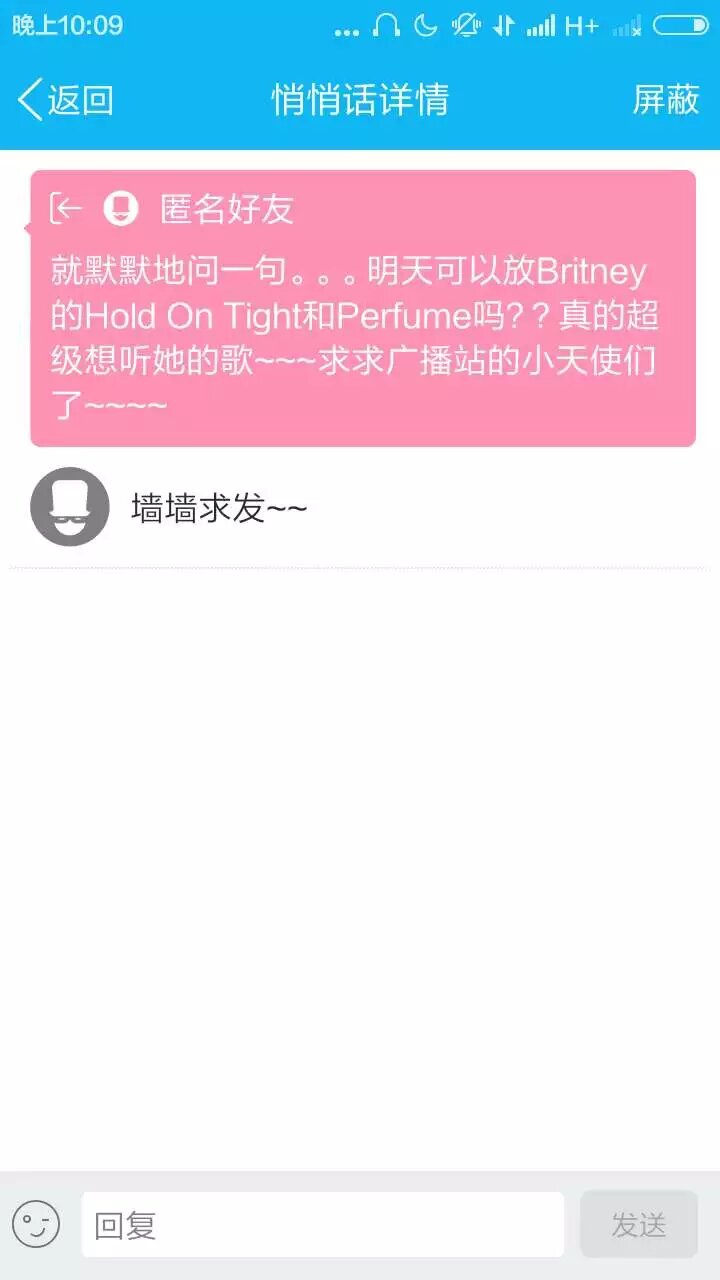 晚上10:09
... H+
返回
悄悄话详情
屏蔽
匿名好友
就默默地问一句。。。明天可以放Britney
的Hold On Tight和Perfume吗？？真的超
级想听她的歌~~~求求广播站的小天使们
了~~~~
墙墙求发~~
回复
发送